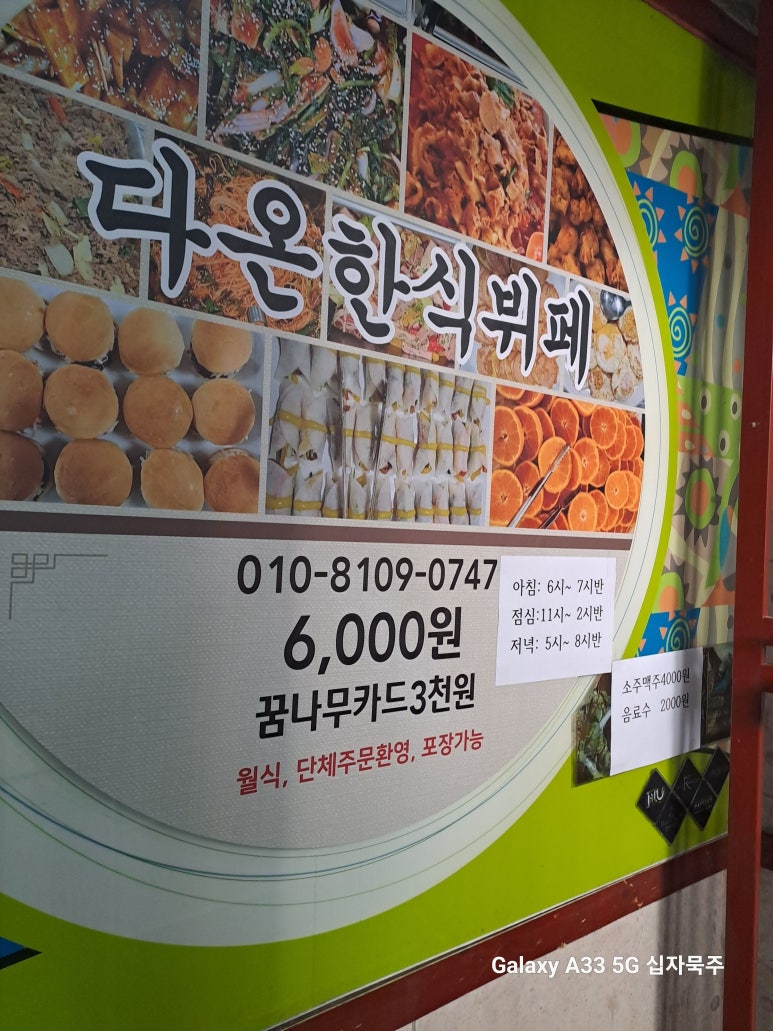 다온한식뷔페
010-8109-0747
6,000원
꿈나무카드3천원
월식, 단체주문환영, 포장가능
아침: 6시~ 7시반
점심:11시~ 2시반
저녁: 5시~ 8시반
소주맥주4000원
음료수 2000원
Galaxy A33 5G 십자묵주